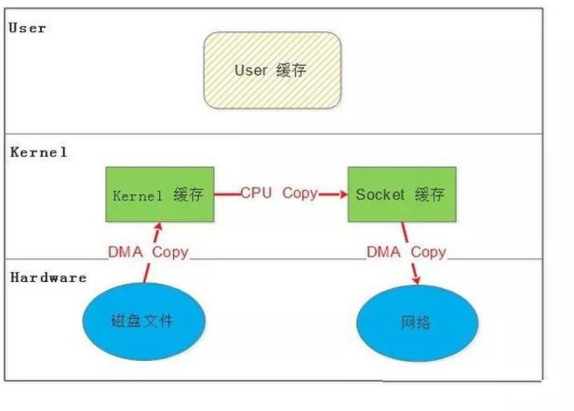 User
User 缓存
Kernel
Kernel 缓存
CPU Copy
Socket 缓存
DMA Copy
DMA Copy
Hardware
磁盘文件
网络